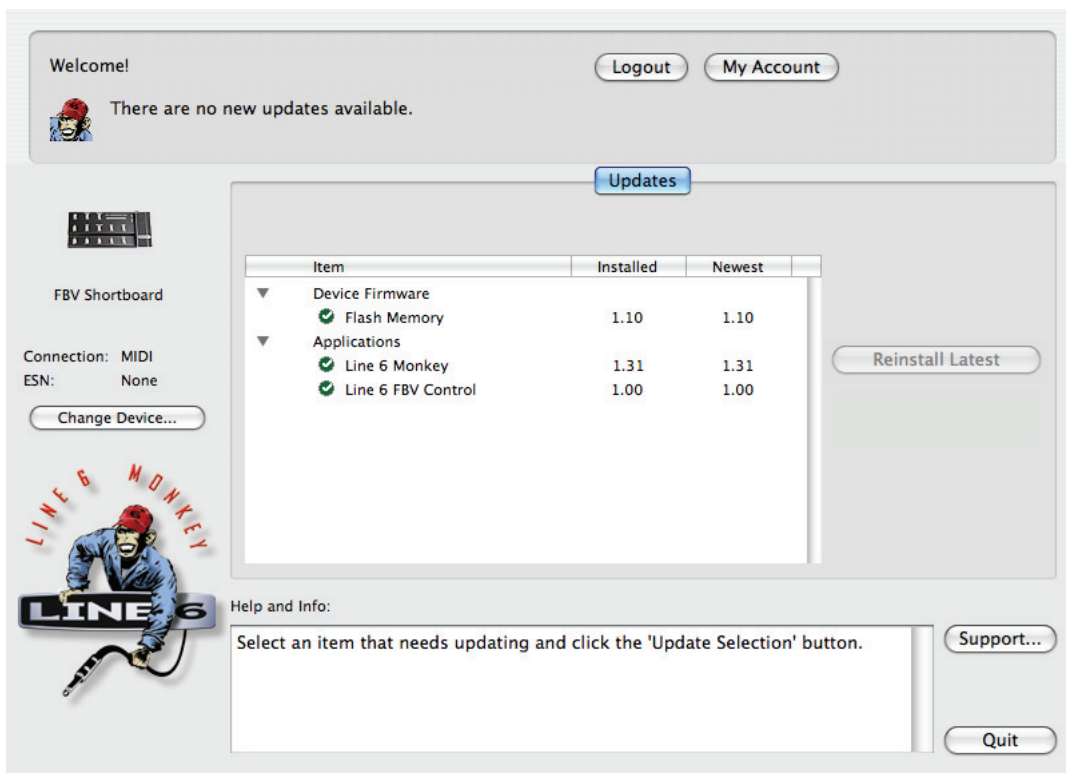 Welcome!
Logout
My Account
There are no new updates available.
Updates
FBV Shortboard
Connection: MIDI
ESN: None
Change Device...
Item Installed Newest
Device Firmware
Flash Memory 1.10 1.10
Applications
Line 6 Monkey 1.31 1.31
Line 6 FBV Control 1.00 1.00
Reinstall Latest
LINE 6 MONKEY
LINE 6
Help and Info:
Select an item that needs updating and click the 'Update Selection' button.
Support...
Quit